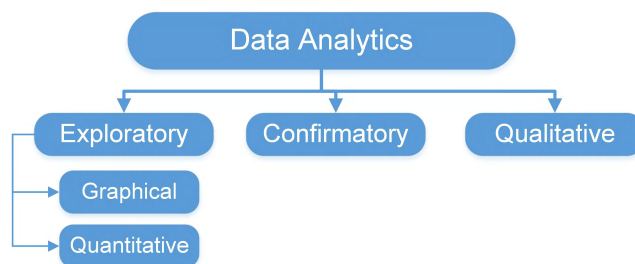 Data Analytics
Exploratory
Confirmatory
Qualitative
Graphical
Quantitative